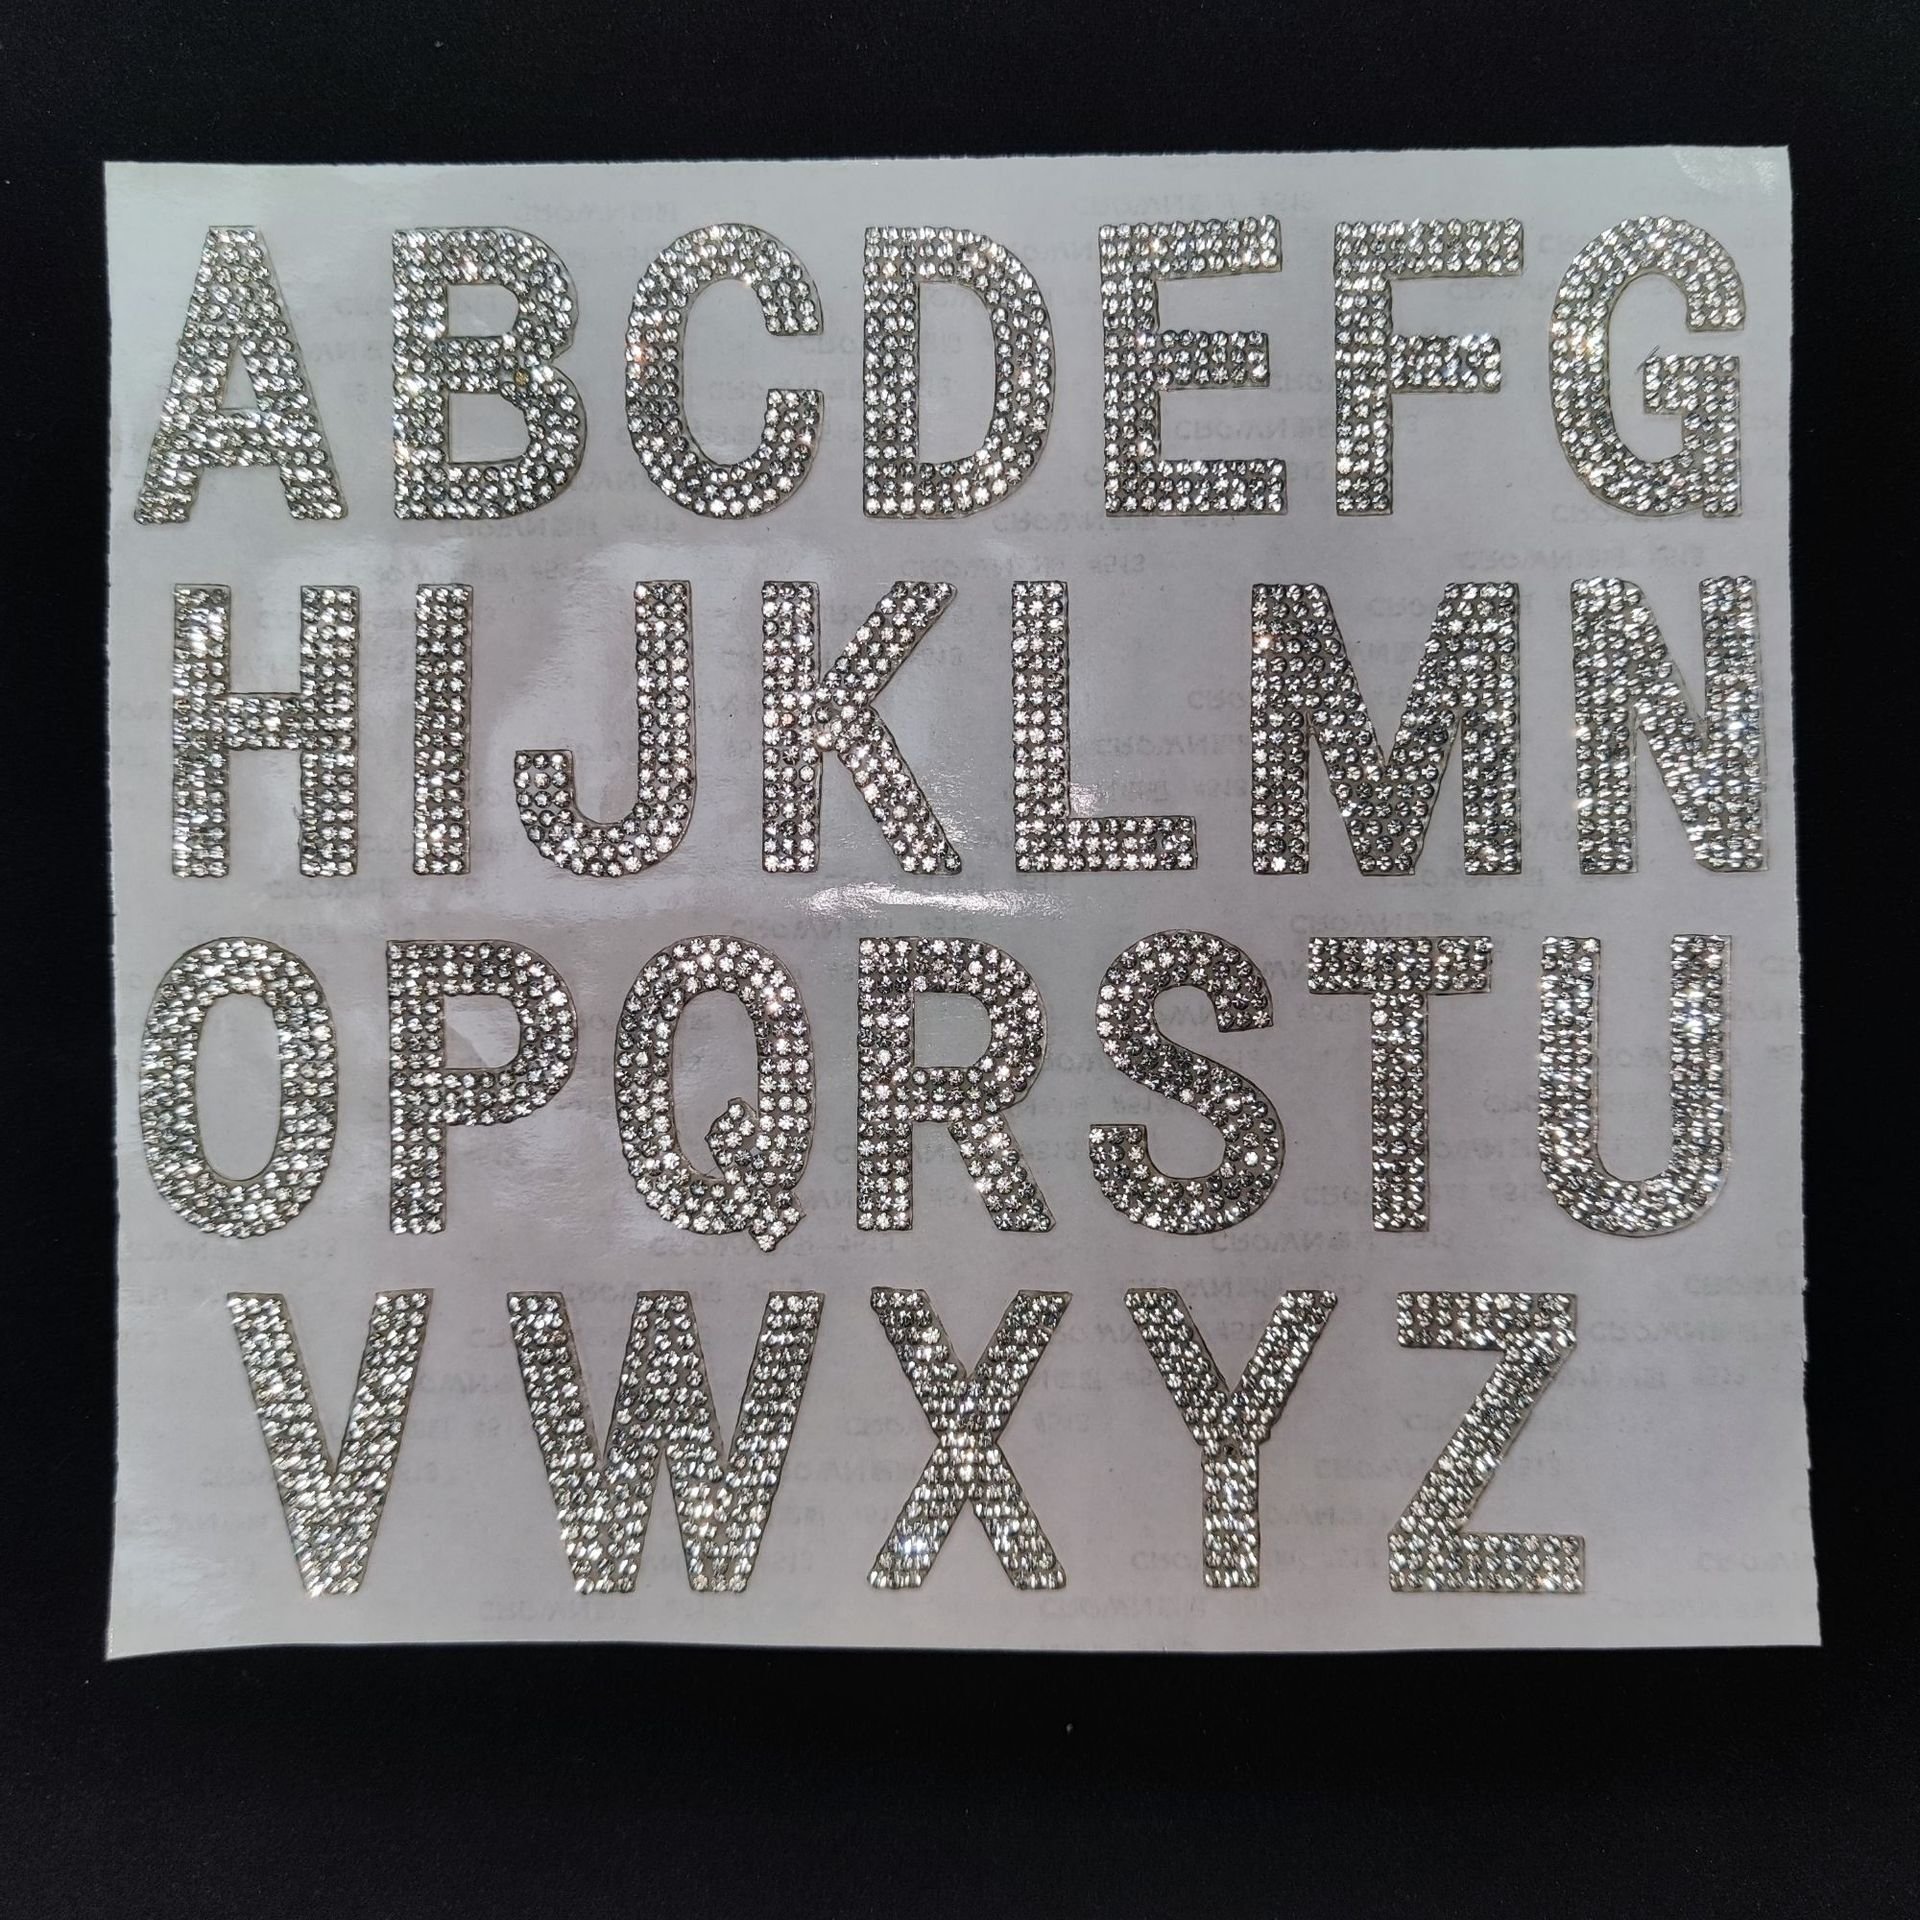 ABCDEFG
HIJKLMN
OPQRSTU
VWXYZ